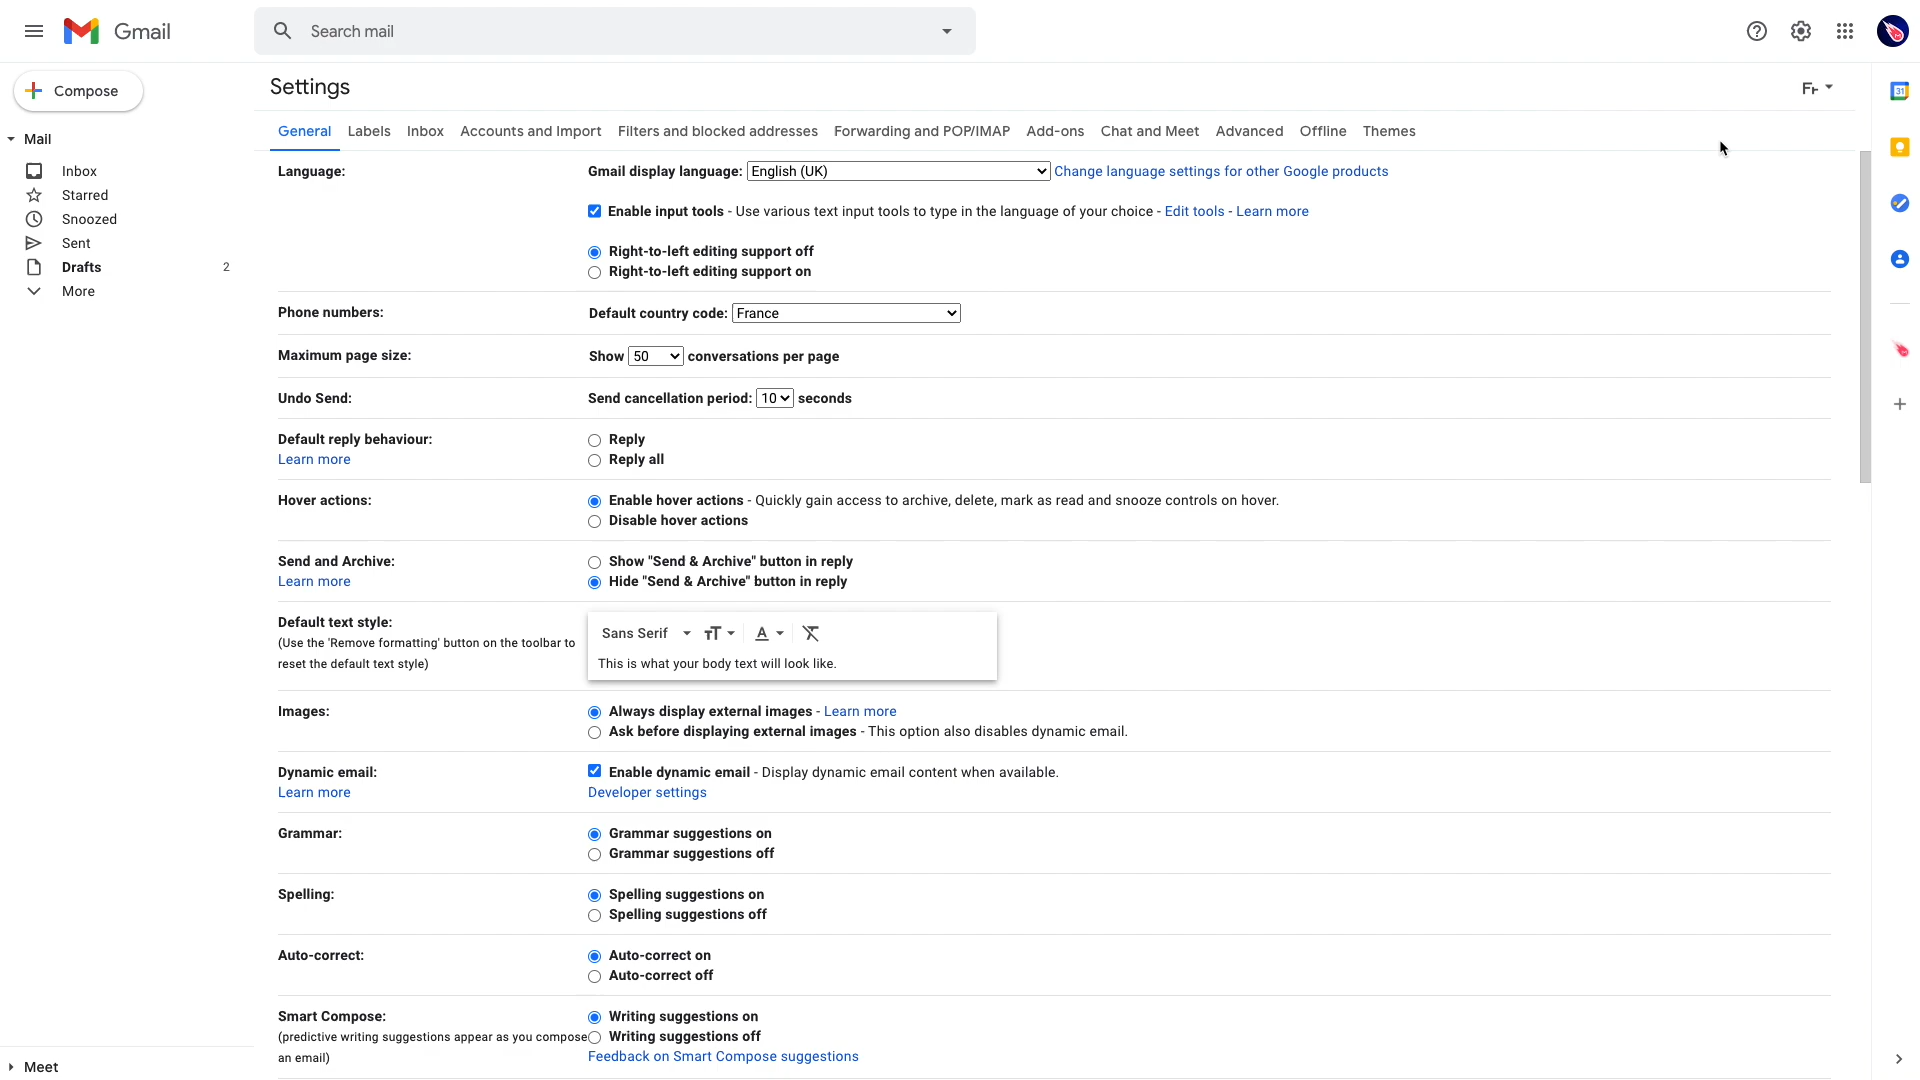 Gmail
Search mail
Compose
Settings
Fr
General Labels Inbox Accounts and Import Filters and blocked addresses Forwarding and POP/IMAP Add-ons Chat and Meet Advanced Offline Themes
Mail
Inbox
Starred
Snoozed
Sent
Drafts 2
More
Language: Gmail display language: English (UK) Change language settings for other Google products
Enable input tools - Use various text input tools to type in the language of your choice - Edit tools - Learn more
Right-to-left editing support off
Right-to-left editing support on
Phone numbers: Default country code: France
Maximum page size: Show 50 conversations per page
Undo Send: Send cancellation period: 10 seconds
Default reply behaviour: Reply
Learn more Reply all
Hover actions: Enable hover actions - Quickly gain access to archive, delete, mark as read and snooze controls on hover.
Disable hover actions
Send and Archive: Show "Send & Archive" button in reply
Learn more Hide "Send & Archive" button in reply
Default text style:
(Use the 'Remove formatting' button on the toolbar to
reset the default text style)
Sans Serif
This is what your body text will look like.
Images: Always display external images - Learn more
Ask before displaying external images - This option also disables dynamic email.
Dynamic email: Enable dynamic email - Display dynamic email content when available.
Learn more Developer settings
Grammar: Grammar suggestions on
Grammar suggestions off
Spelling: Spelling suggestions on
Spelling suggestions off
Auto-correct: Auto-correct on
Auto-correct off
Smart Compose: Writing suggestions on
(predictive writing suggestions appear as you compose Writing suggestions off
an email) Feedback on Smart Compose suggestions
Meet
31